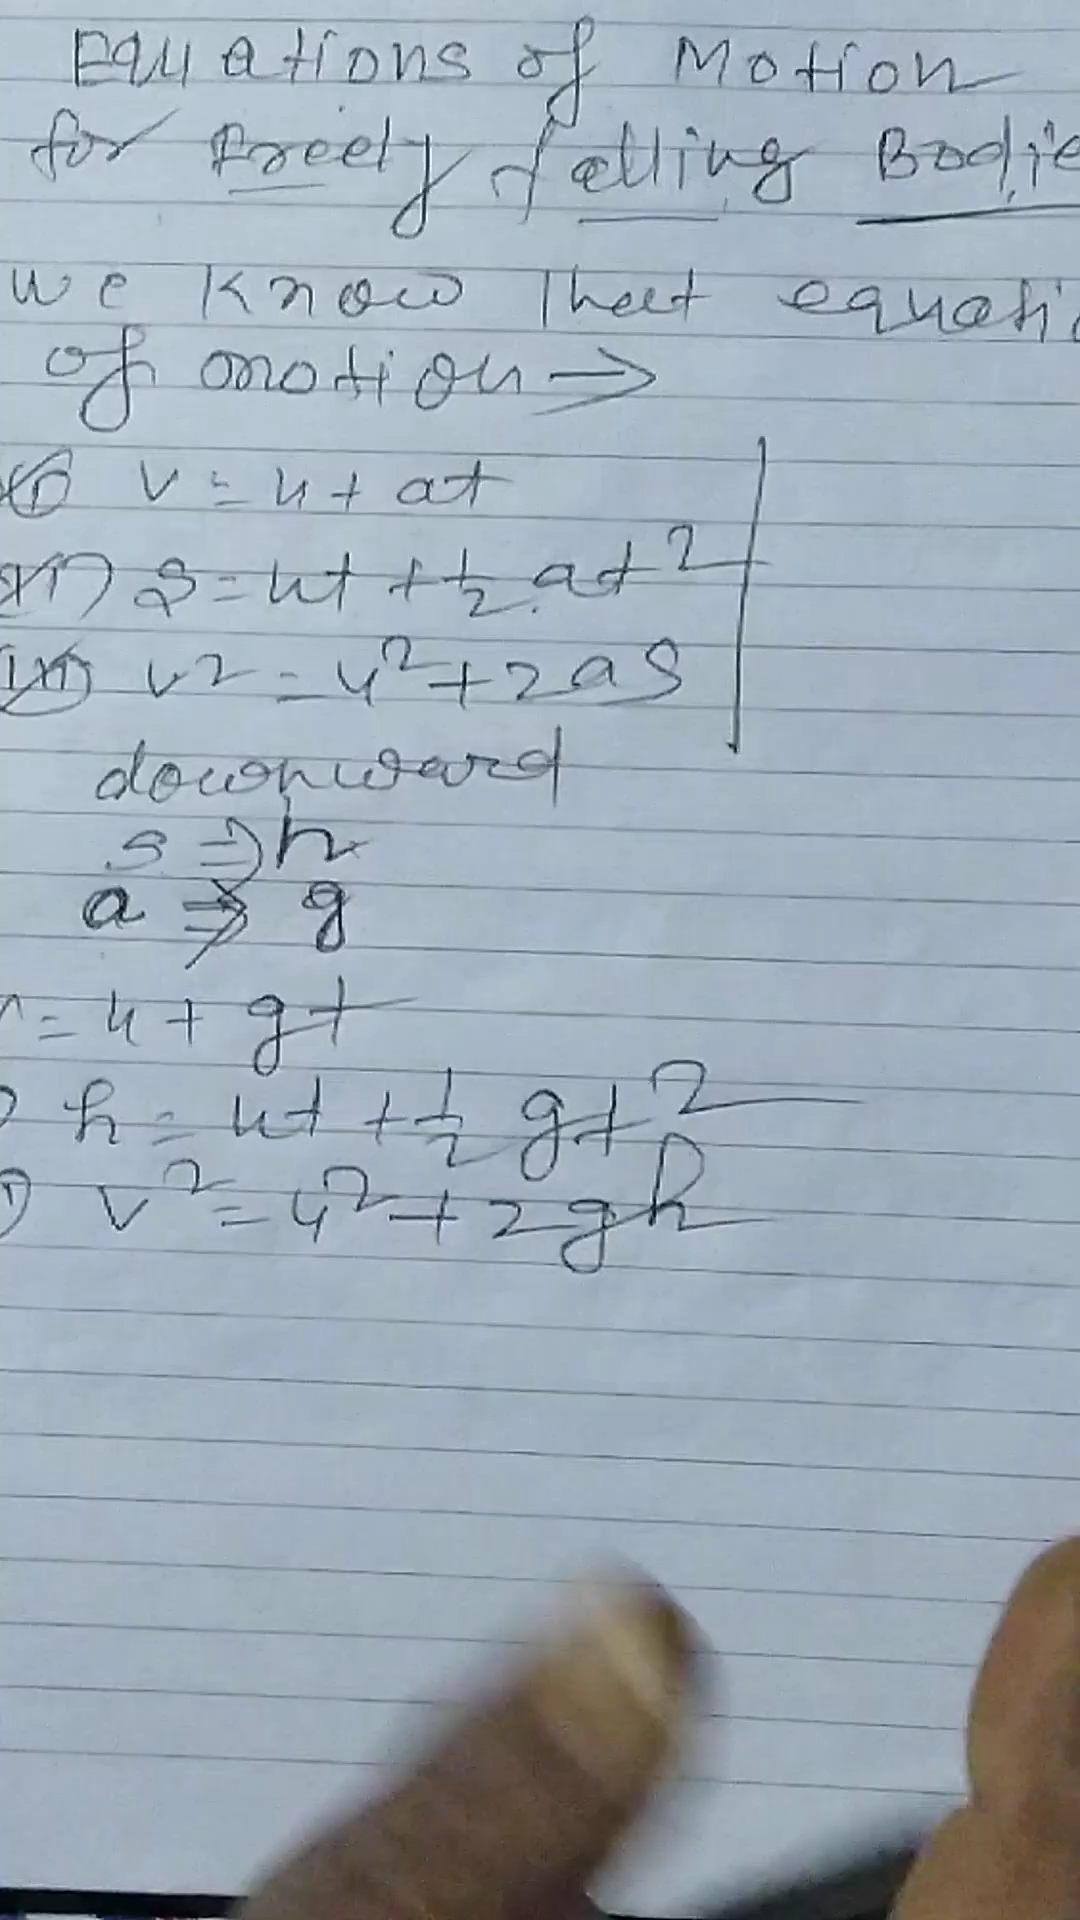 Equations of Motion
for Freely falling Bodie
we know that equati
of motion →
(i) v = u + at
(ii) S = ut + 1/2 at²
(iii) v2 = u² + 2as
downward
s ⇒ h
a ⇒ g
v = u + gt
h = ut + 1/2 gt²
v² = u² + 2gh